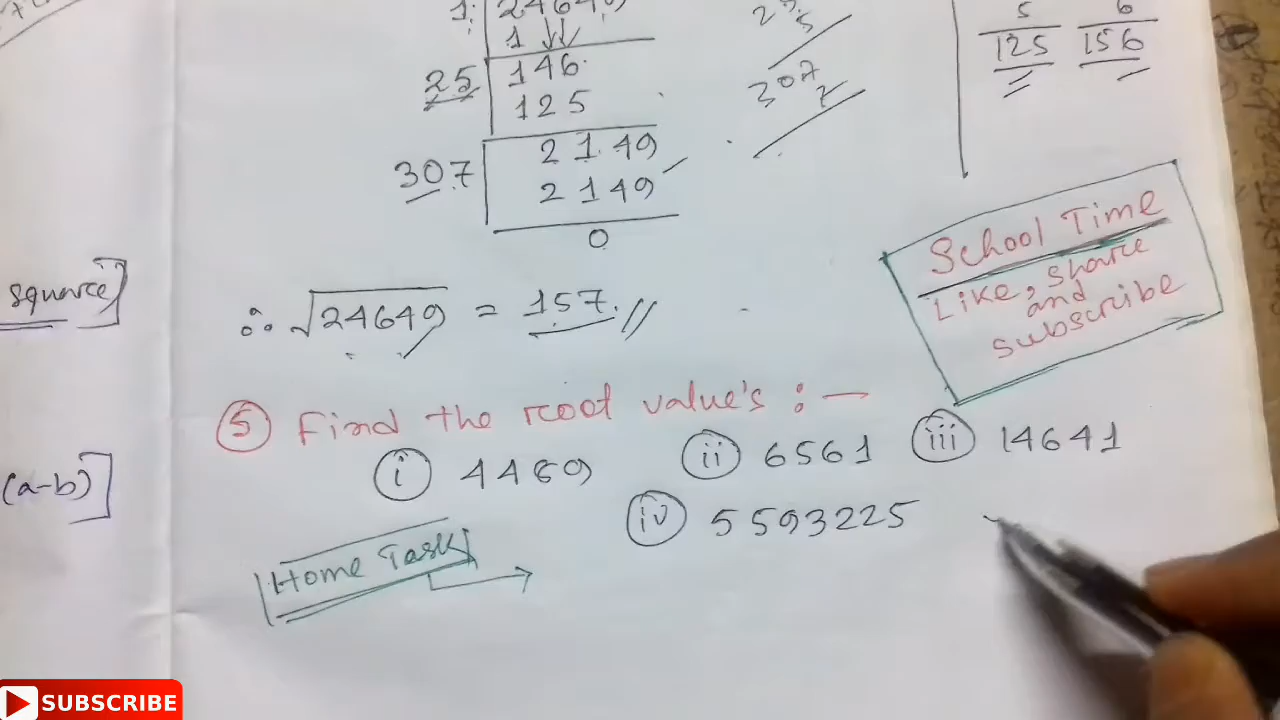 1 24649
1
25 146
125
307 2149
2149
0
5 6
125 156
307
square]
∴ √24649 = 157 //
School Time
Like, share
and
subscribe
⑤ Find the root value's : —
(a-b)]
ⓘ 4489 ⓘⓘ 6561 ⓘⓘⓘ 14641
iv 5593225
Home Task
SUBSCRIBE